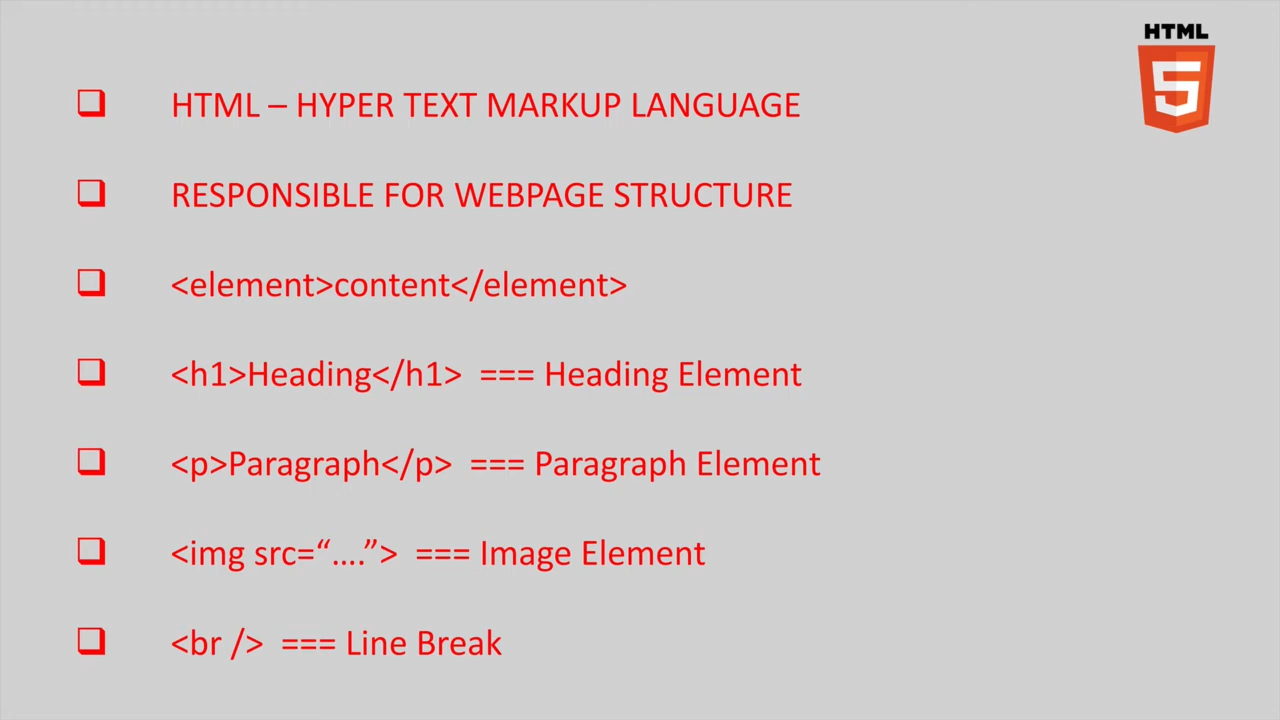 HTML
5
HTML – HYPER TEXT MARKUP LANGUAGE
RESPONSIBLE FOR WEBPAGE STRUCTURE
<element>content</element>
<h1>Heading</h1> === Heading Element
<p>Paragraph</p> === Paragraph Element
<img src=“....”> === Image Element
<br /> === Line Break